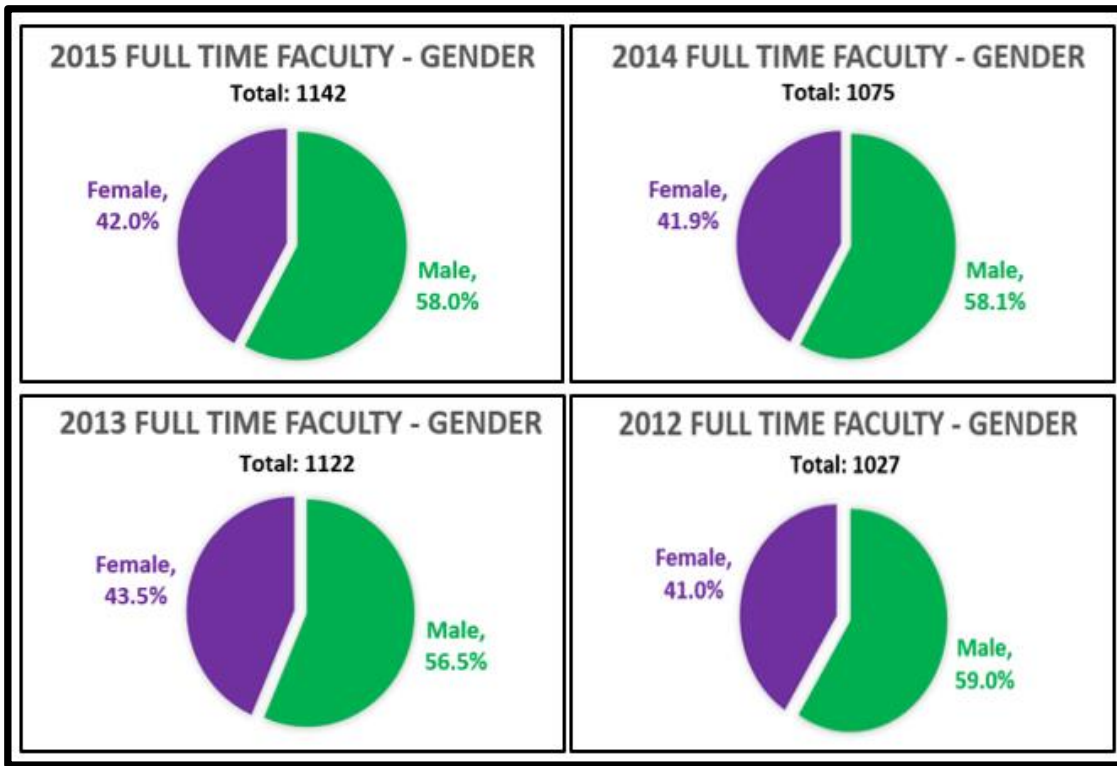 2015 FULL TIME FACULTY - GENDER
Total: 1142
Female,
42.0%
Male,
58.0%
2014 FULL TIME FACULTY - GENDER
Total: 1075
Female,
41.9%
Male,
58.1%
2013 FULL TIME FACULTY - GENDER
Total: 1122
Female,
43.5%
Male,
56.5%
2012 FULL TIME FACULTY - GENDER
Total: 1027
Female,
41.0%
Male,
59.0%